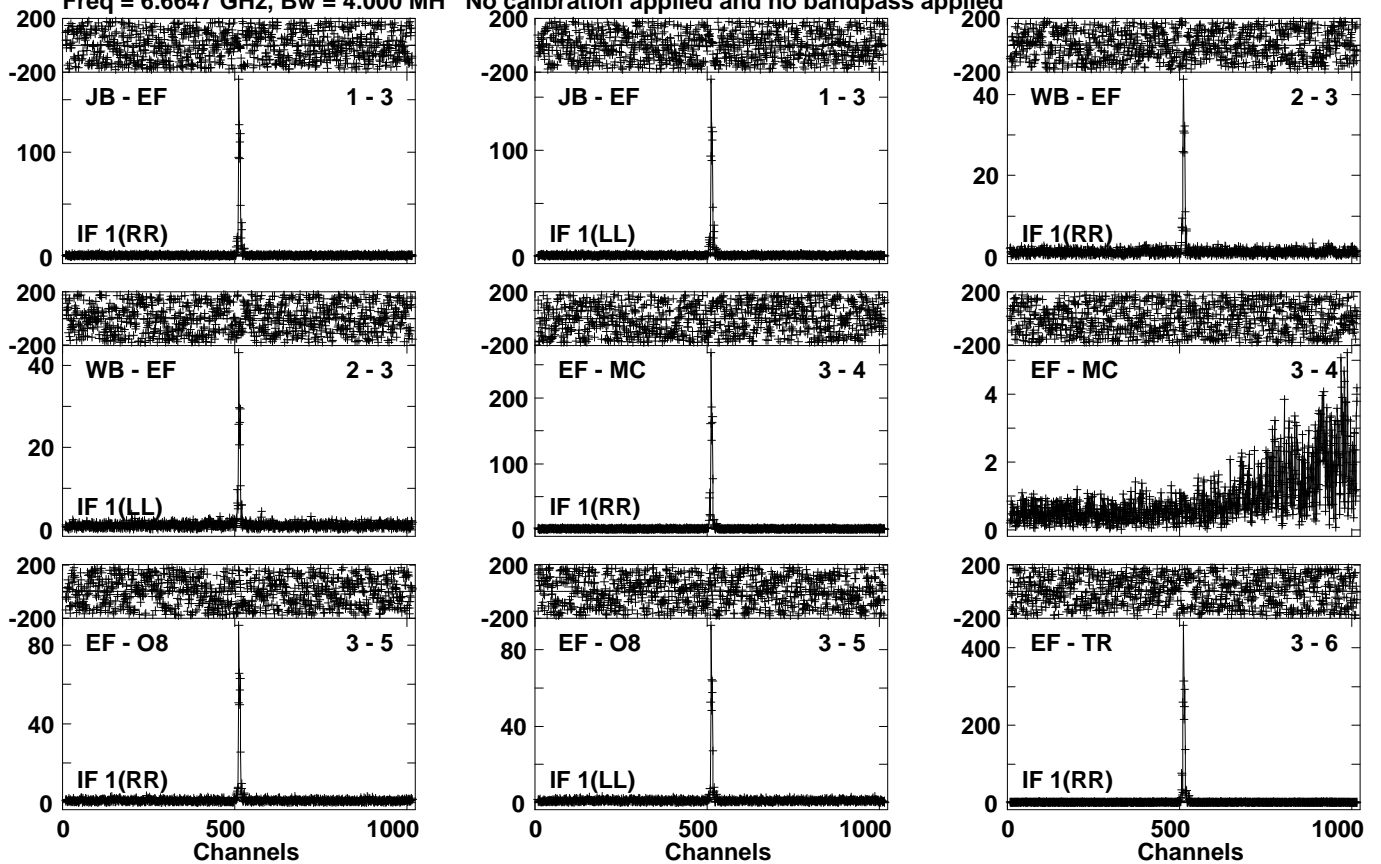 Freq = 6.6647 GHz, Bw = 4.000 MH No calibration applied and no bandpass applied
200
-200
JB - EF 1 - 3
100
0
IF 1(RR)
200
-200
JB - EF 1 - 3
100
0
IF 1(LL)
200
-200
WB - EF 2 - 3
40
20
0
IF 1(RR)
200
-200
WB - EF 2 - 3
40
20
0
IF 1(LL)
200
-200
EF - MC 3 - 4
200
100
0
IF 1(RR)
200
-200
EF - MC 3 - 4
4
2
0
200
-200
EF - O8 3 - 5
80
40
0
IF 1(RR)
0 500 1000
Channels
200
-200
EF - O8 3 - 5
80
40
0
IF 1(LL)
0 500 1000
Channels
200
-200
EF - TR 3 - 6
400
200
0
IF 1(RR)
0 500 1000
Channels